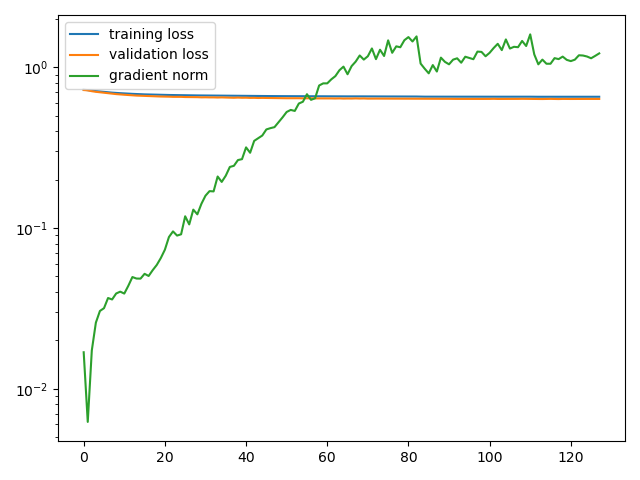 training loss
validation loss
gradient norm
10⁰
10⁻¹
10⁻²
0 20 40 60 80 100 120